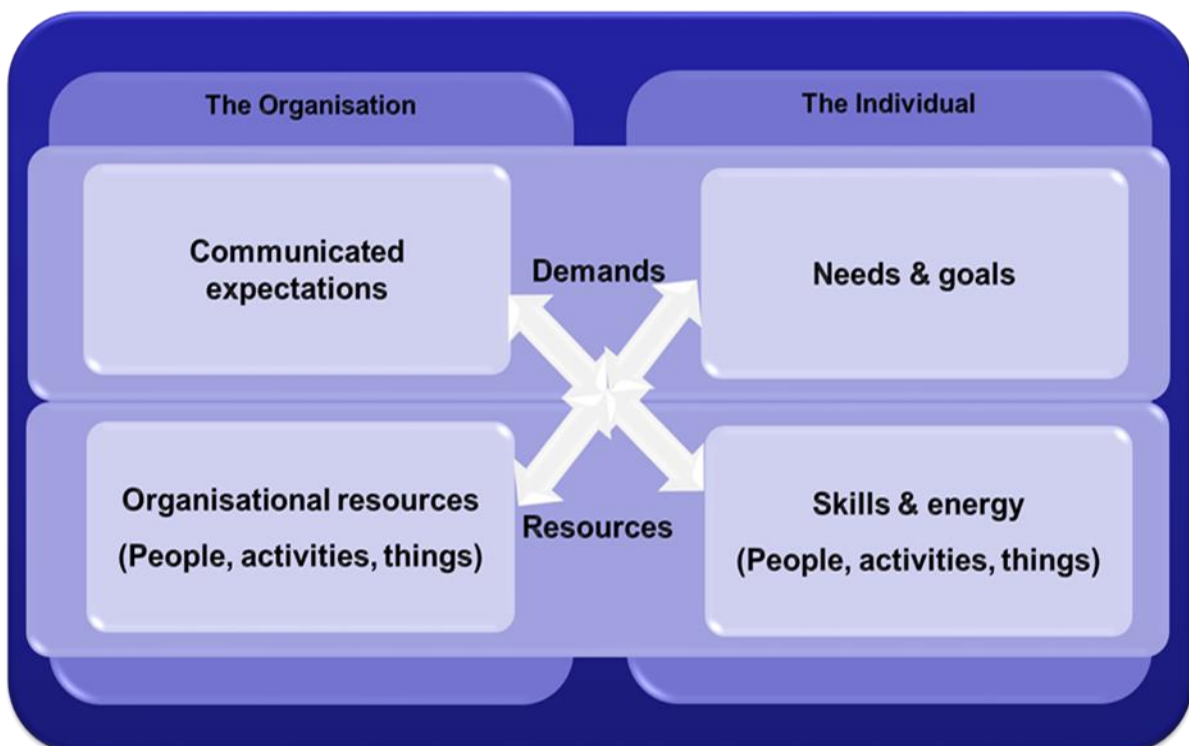 The Organisation
The Individual
Communicated
expectations
Demands
Needs & goals
Organisational resources
(People, activities, things)
Resources
Skills & energy
(People, activities, things)